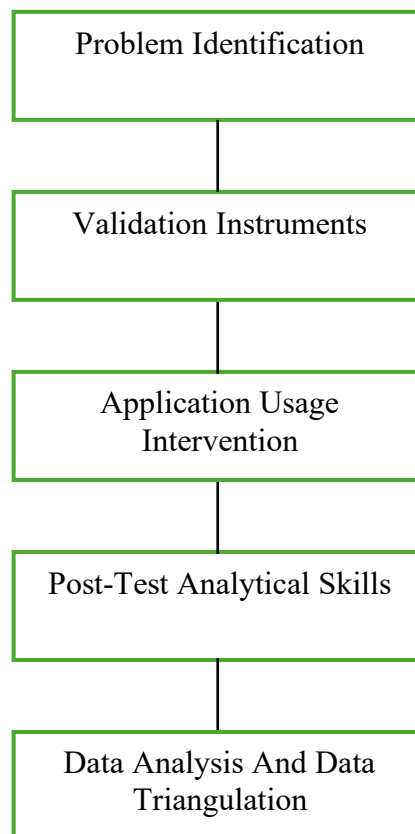 Problem Identification
Validation Instruments
Application Usage
Intervention
Post-Test Analytical Skills
Data Analysis And Data
Triangulation